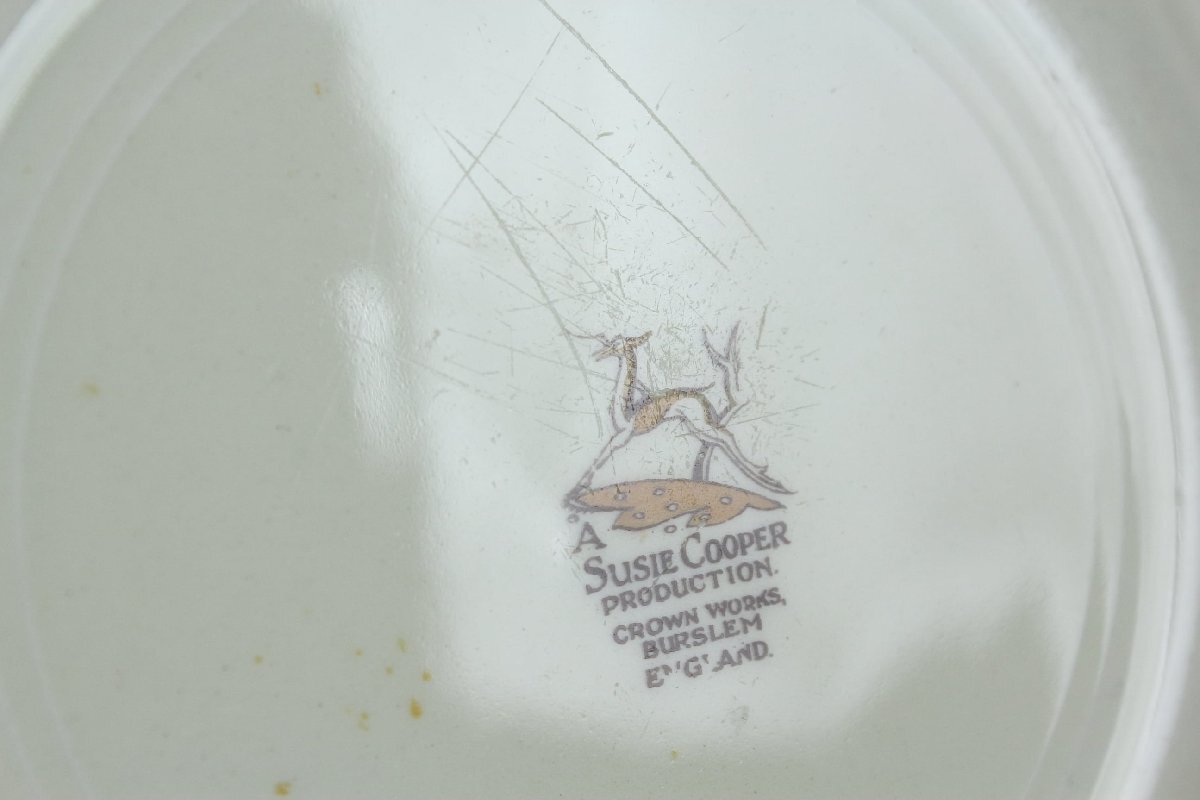 A
SUSIE COOPER
PRODUCTION.
CROWN WORKS,
BURSLEM
ENGLAND.